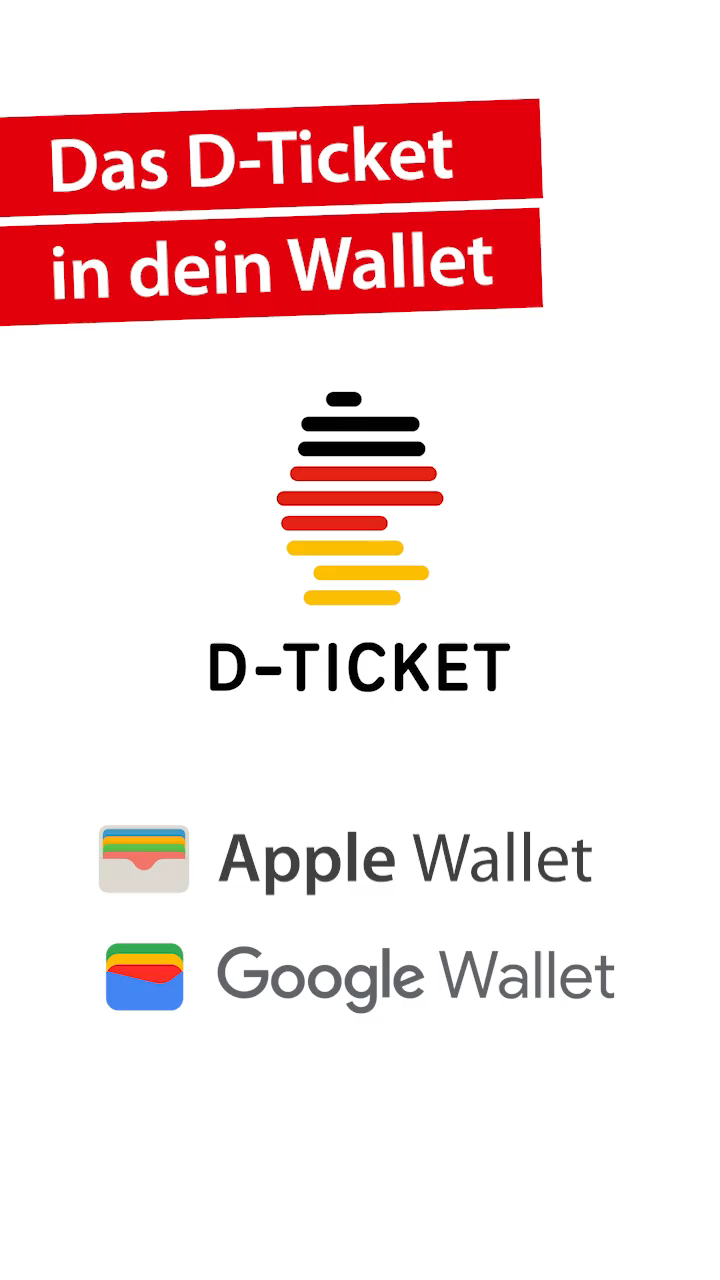 Das D-Ticket
in dein Wallet
D-TICKET
Apple Wallet
Google Wallet